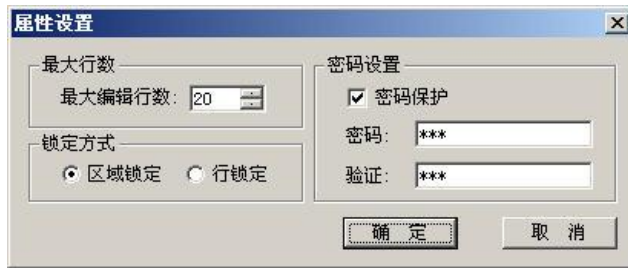 属性设置
最大行数
最大编辑行数: 20
锁定方式
区域锁定 行锁定
密码设置
密码保护
密码: ***
验证: ***
确 定 取 消